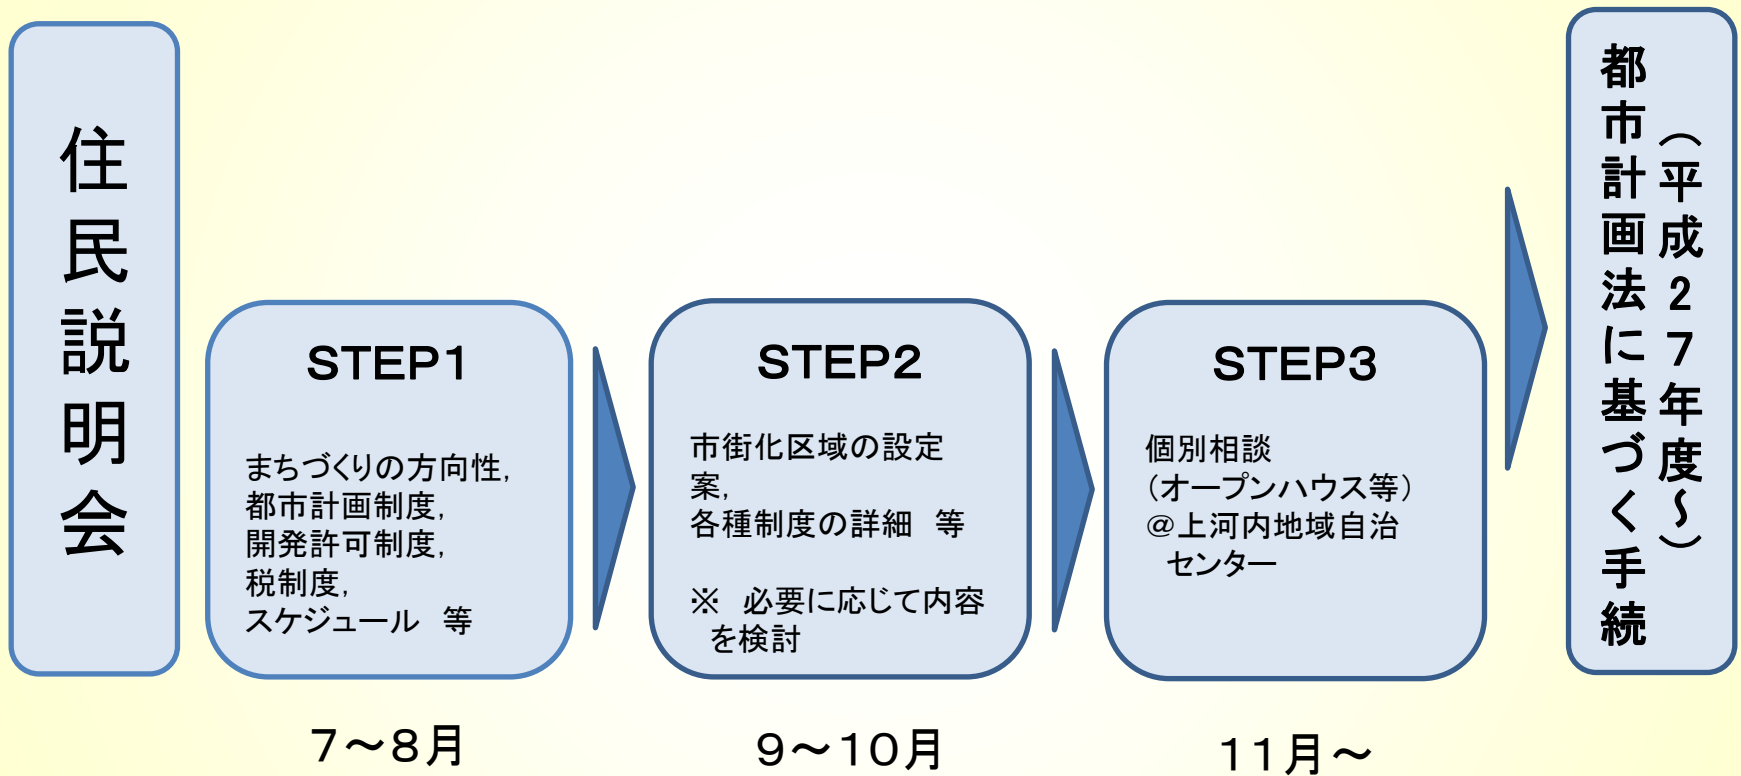 住民説明会
STEP1
まちづくりの方向性,
都市計画制度,
開発許可制度,
税制度,
スケジュール　等
7～8月
STEP2
市街化区域の設定
案,
各種制度の詳細　等
※　必要に応じて内容
を検討
9～10月
STEP3
個別相談
（オープンハウス等）
＠上河内地域自治
センター
11月～
都市計画法に基づく手続
（平成27年度～）